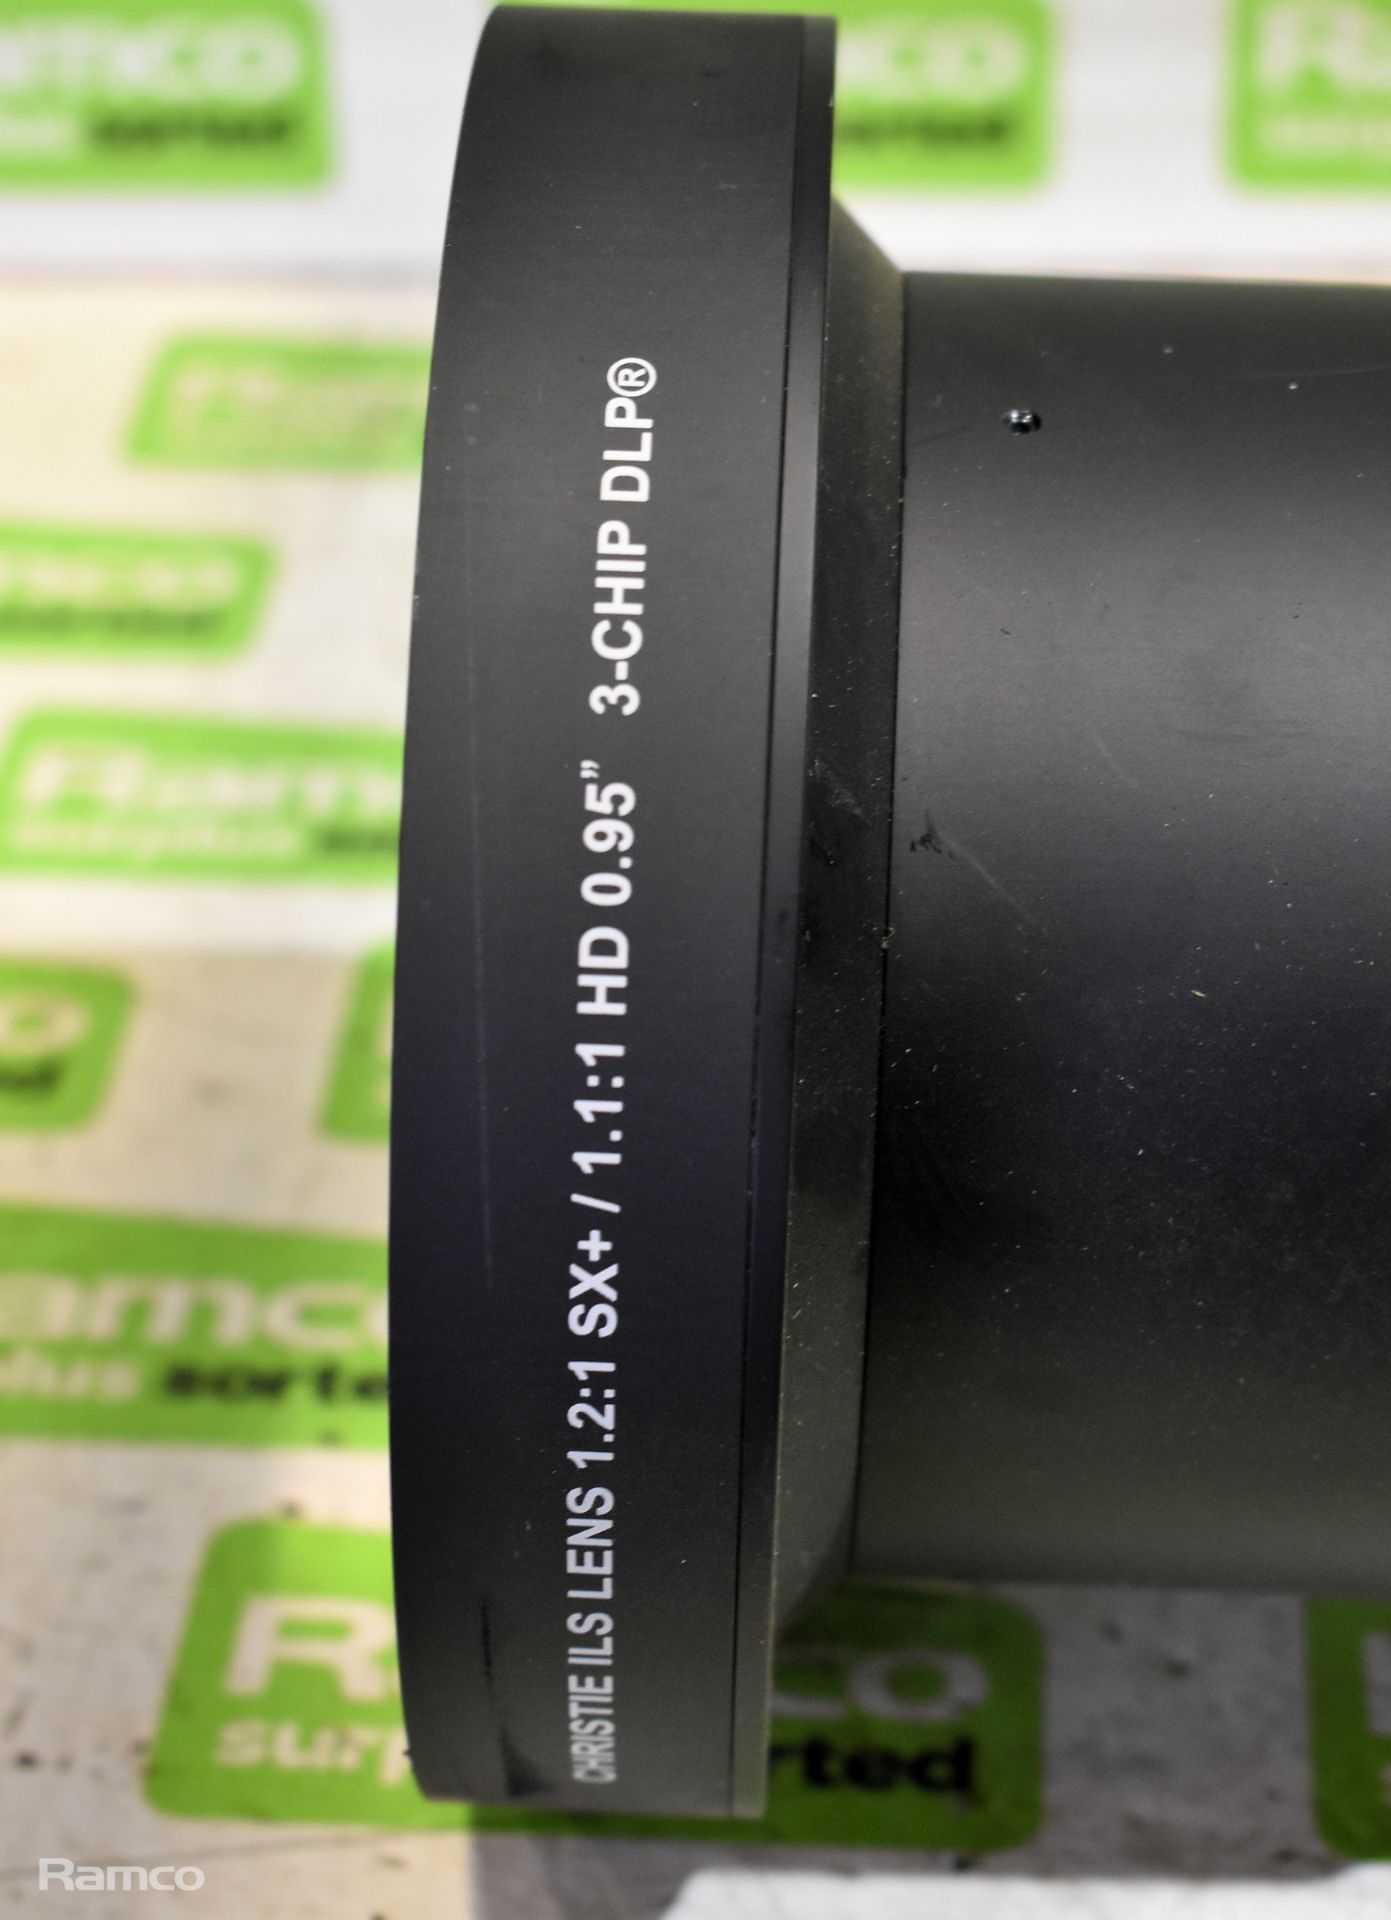 CHRISTIE ILS LENS 1.2:1 SX+ / 1.1:1 HD 0.95” 3-CHIP DLP®
Ramco